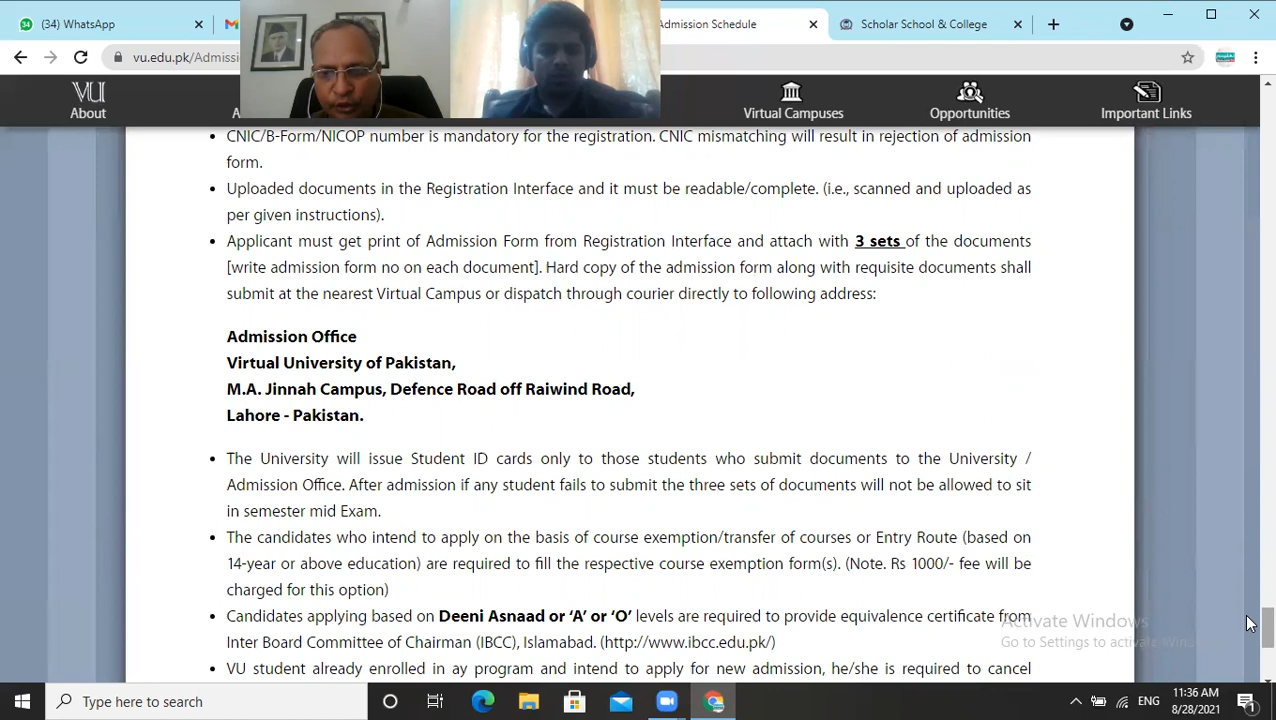 (34) WhatsApp
Admission Schedule
Scholar School & College
vu.edu.pk/Admissi
VU
About
A
Virtual Campuses
Opportunities
Important Links
• CNIC/B-Form/NICOP number is mandatory for the registration. CNIC mismatching will result in rejection of admission
form.
• Uploaded documents in the Registration Interface and it must be readable/complete. (i.e., scanned and uploaded as
per given instructions).
• Applicant must get print of Admission Form from Registration Interface and attach with 3 sets of the documents
[write admission form no on each document]. Hard copy of the admission form along with requisite documents shall
submit at the nearest Virtual Campus or dispatch through courier directly to following address:
Admission Office
Virtual University of Pakistan,
M.A. Jinnah Campus, Defence Road off Raiwind Road,
Lahore - Pakistan.
• The University will issue Student ID cards only to those students who submit documents to the University /
Admission Office. After admission if any student fails to submit the three sets of documents will not be allowed to sit
in semester mid Exam.
• The candidates who intend to apply on the basis of course exemption/transfer of courses or Entry Route (based on
14-year or above education) are required to fill the respective course exemption form(s). (Note. Rs 1000/- fee will be
charged for this option)
• Candidates applying based on Deeni Asnaad or ‘A’ or ‘O’ levels are required to provide equivalence certificate from
Inter Board Committee of Chairman (IBCC), Islamabad. (http://www.ibcc.edu.pk/)
• VU student already enrolled in ay program and intend to apply for new admission, he/she is required to cancel
Activate Windows
Go to Settings to activate Windows.
Type here to search
ENG
11:36 AM
8/28/2021